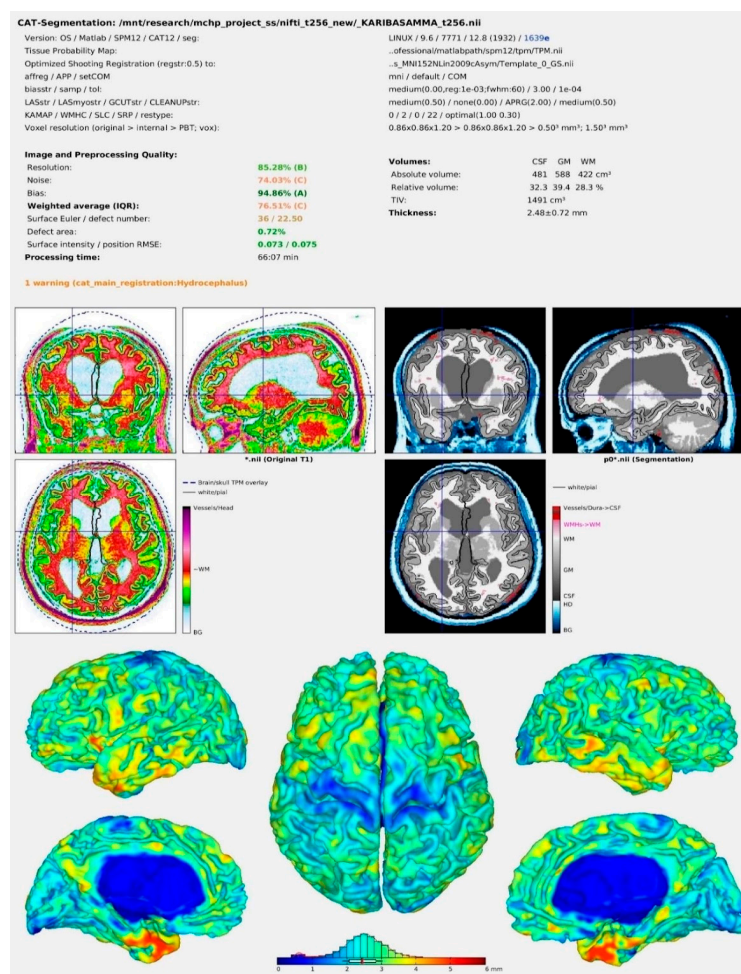 CAT-Segmentation: /mnt/research/mchp_project_ss/nifti_t256_new/_KARIBASAMMA_t256.nii
Version: OS / Matlab / SPM12 / CAT12 / seg: LINUX / 9.6 / 7771 / 12.8 (1932) / 1639e
Tissue Probability Map: ..ofessional/matlabpath/spm12/tpm/TPM.nii
Optimized Shooting Registration (regstr:0.5) to: ..s_MNI152NLin2009cAsym/Template_0_GS.nii
affreg / APP / setCOM mni / default / COM
biasstr / samp / tol: medium(0.00,reg:1e-03;fwhm:60) / 3.00 / 1e-04
LASstr / LASmyostr / GCUTstr / CLEANUPstr: medium(0.50) / none(0.00) / APRG(2.00) / medium(0.50)
KAMAP / WMHC / SLC / SRP / restype: 0 / 2 / 0 / 22 / optimal(1.00 0.30)
Voxel resolution (original > internal > PBT; vox): 0.86x0.86x1.20 > 0.86x0.86x1.20 > 0.50³ mm³; 1.50³ mm³
Image and Preprocessing Quality:
Resolution: 85.28% (B)
Noise: 74.03% (C)
Bias: 94.86% (A)
Weighted average (IQR): 76.51% (C)
Surface Euler / defect number: 36 / 22.50
Defect area: 0.72%
Surface intensity / position RMSE: 0.073 / 0.075
Processing time: 66:07 min
Volumes: CSF GM WM
Absolute volume: 481 588 422 cm³
Relative volume: 32.3 39.4 28.3 %
TIV: 1491 cm³
Thickness: 2.48±0.72 mm
1 warning (cat_main_registration:Hydrocephalus)
*.nii (Original T1)
p0*.nii (Segmentation)
Brain/skull TPM overlay
white/pial
Vessels/Head
~WM
BG
white/pial
Vessels/Dura->CSF
WMHs->WM
WM
GM
CSF
HD
BG
0 1 2 3 4 5 6 mm